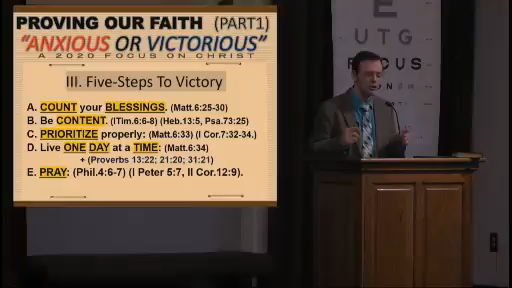 PROVING OUR FAITH (PART1)
"ANXIOUS OR VICTORIOUS"
A 2020 FOCUS ON CHRIST
III. Five-Steps To Victory
A. COUNT your BLESSINGS. (Matt.6:25-30)
B. Be CONTENT. (ITim.6:6-8) (Heb.13:5, Psa.73:25)
C. PRIORITIZE properly: (Matt.6:33) (I Cor.7:32-34.)
D. Live ONE DAY at a TIME: (Matt.6:34)
+ (Proverbs 13:22; 21:20; 31:21)
E. PRAY: (Phil.4:6-7) (I Peter 5:7, II Cor.12:9).
E
UTG
FOCUS